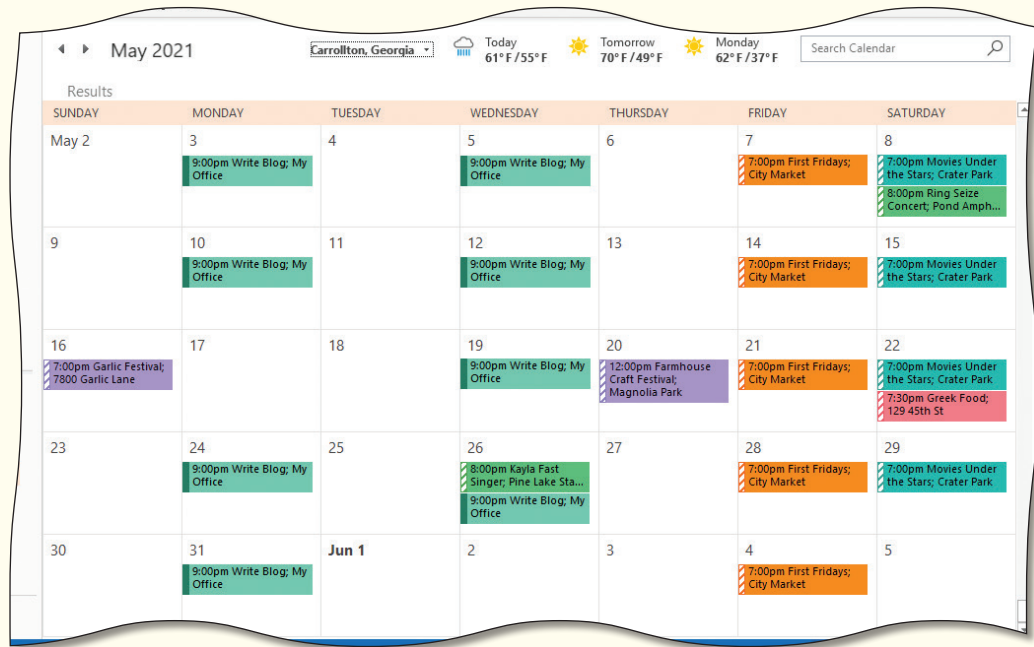 May 2021
Carrollton, Georgia
Today
61°F/55°F
Tomorrow
70°F/49°F
Monday
62°F/37°F
Search Calendar
Results
SUNDAY MONDAY TUESDAY WEDNESDAY THURSDAY FRIDAY SATURDAY
May 2
3
9:00pm Write Blog; My
Office
4
5
9:00pm Write Blog; My
Office
6
7
7:00pm First Fridays;
City Market
8
7:00pm Movies Under
the Stars; Crater Park
8:00pm Ring Seize
Concert; Pond Amph...
9
10
9:00pm Write Blog; My
Office
11
12
9:00pm Write Blog; My
Office
13
14
7:00pm First Fridays;
City Market
15
7:00pm Movies Under
the Stars; Crater Park
16
7:00pm Garlic Festival;
7800 Garlic Lane
17
18
19
9:00pm Write Blog; My
Office
20
12:00pm Farmhouse
Craft Festival;
Magnolia Park
21
7:00pm First Fridays;
City Market
22
7:00pm Movies Under
the Stars; Crater Park
7:30pm Greek Food;
129 45th St
23
24
9:00pm Write Blog; My
Office
25
26
8:00pm Kayla Fast
Singer; Pine Lake Sta...
9:00pm Write Blog; My
Office
27
28
7:00pm First Fridays;
City Market
29
7:00pm Movies Under
the Stars; Crater Park
30
31
9:00pm Write Blog; My
Office
Jun 1
2
3
4
7:00pm First Fridays;
City Market
5